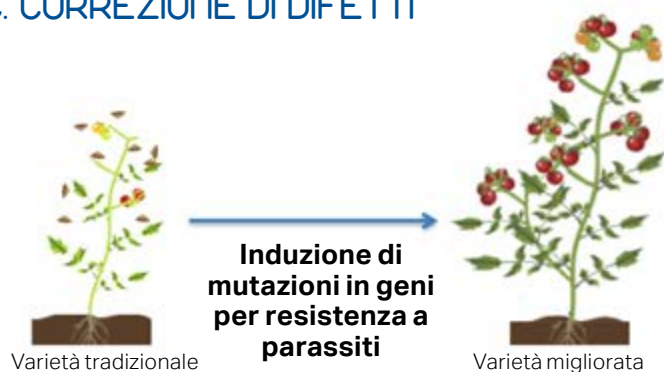 . CORREZIONE DI DIFETTI
Induzione di
mutazioni in geni
per resistenza a
parassiti
Varietà tradizionale
Varietà migliorata